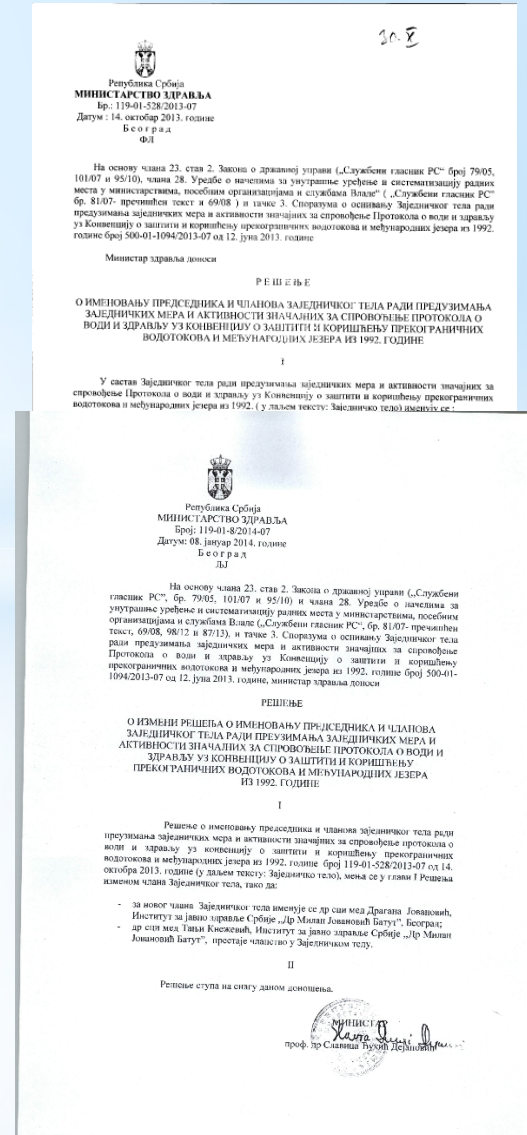 30. X
Република Србија
МИНИСТАРСТВО ЗДРАВЉА
Бр.: 119-01-528/2013-07
Датум : 14. октобар 2013. године
Б е о г р а д
ФЛ
На основу члана 23. став 2. Закона о државној управи („Службени гласник РС“ број 79/05,
101/07 и 95/10), члана 28. Уредбе о начелима за унутрашње уређење и систематизацију радних
места у министарствима, посебним организацијама и службама Владе“ ( „Службени гласник РС“
бр. 81/07- пречишћен текст и 69/08 ) и тачке 3. Споразума о оснивању Заједничког тела ради
предузимања заједничких мера и активности значајних за спровођење Протокола о води и здрављу
уз Конвенцију о заштити и коришћењу прекограничних водотокова и међународних језера из 1992.
године број 500-01-1094/2013-07 од 12. јуна 2013. године
Министар здравља доноси
Р Е Ш Е Њ Е
О ИМЕНОВАЊУ ПРЕДСЕДНИКА И ЧЛАНОВА ЗАЈЕДНИЧКОГ ТЕЛА РАДИ ПРЕДУЗИМАЊА
ЗАЈЕДНИЧКИХ МЕРА И АКТИВНОСТИ ЗНАЧАЈНИХ ЗА СПРОВОЂЕЊЕ ПРОТОКОЛА О
ВОДИ И ЗДРАВЉУ УЗ КОНВЕНЦИЈУ О ЗАШТИТИ И КОРИШЋЕЊУ ПРЕКОГРАНИЧНИХ
ВОДОТОКОВА И МЕЂУНАРОДНИХ ЈЕЗЕРА ИЗ 1992. ГОДИНЕ
I
У састав Заједничког тела ради предузимања заједничких мера и активности значајних за
спровођење Протокола о води и здрављу уз Конвенцију о заштити и коришћењу прекограничних
водотокова и међународних језера из 1992. ( у даљем тексту: Заједничко тело) именују се :
Република Србија
МИНИСТАРСТВО ЗДРАВЉА
Број: 119-01-8/2014-07
Датум: 08. јануар 2014. године
Б е о г р а д
ЉЈ
На основу члана 23. став 2. Закона о државној управи („Службени
гласник РС”, бр. 79/05, 101/07 и 95/10) и члана 28. Уредбе о начелима за
унутрашње уређење и систематизацију радних места у министарствима, посебним
организацијама и службама Владе („Службени гласник РС“, бр. 81/07- пречишћен
текст, 69/08, 98/12 и 87/13), и тачке 3. Споразума о оснивању Заједничког тела
ради предузимања заједничких мера и активности значајних за спровођење
Протокола о води и здрављу уз Конвенцију о заштити и коришћењу
прекограничних водотокова и међународних језера из 1992. године број 500-01-
1094/2013-07 од 12. јуна 2013. године, министар здравља доноси
РЕШЕЊЕ
О ИЗМЕНИ РЕШЕЊА О ИМЕНОВАЊУ ПРЕДСЕДНИКА И ЧЛАНОВА
ЗАЈЕДНИЧКОГ ТЕЛА РАДИ ПРЕУЗИМАЊА ЗАЈЕДНИЧКИХ МЕРА И
АКТИВНОСТИ ЗНАЧАЈНИХ ЗА СПРОВОЂЕЊЕ ПРОТОКОЛА О ВОДИ И
ЗДРАВЉУ УЗ КОНВЕНЦИЈУ О ЗАШТИТИ И КОРИШЋЕЊУ
ПРЕКОГРАНИЧНИХ ВОДОТОКОВА И МЕЂУНАРОДНИХ ЈЕЗЕРА
ИЗ 1992. ГОДИНЕ
I
Решење о именовању председника и чланова заједничког тела ради
преузимања заједничких мера и активности значајних за спровођење протокола о
води и здрављу уз конвенцију о заштити и коришћењу прекограничних
водотокова и међународних језера из 1992. године број 119-01-528/2013-07 од 14.
октобра 2013. године (у даљем тексту: Заједничко тело), мења се у глави I Решења
изменом члана Заједничког тела, тако да:
- за новог члана Заједничког тела именује се др сци мед Драгана Јовановић,
Институт за јавно здравље Србије „Др Милан Јовановић Батут”, Београд;
- др сци мед Тањи Кнежевић, Институт за јавно здравље Србије „Др Милан
Јовановић Батут”, престаје чланство у Заједничком телу.
II
Решење ступа на снагу даном доношења.
МИНИСТАР
проф. др Славица Ђукић Дејановић